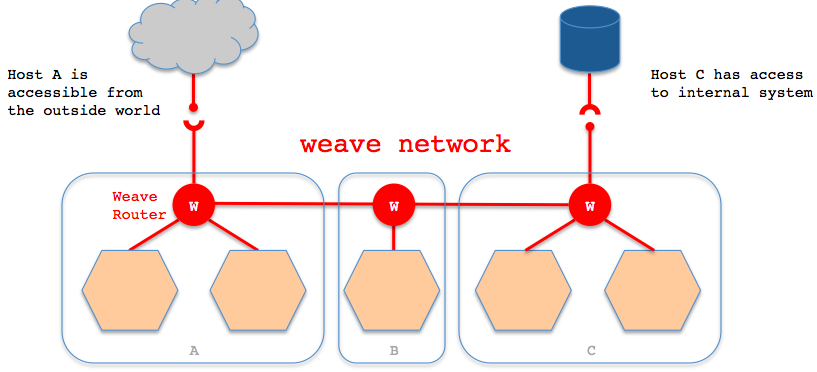 Host A is
accessible from
the outside world
Host C has access
to internal system
weave network
Weave
Router
W
W
W
A
B
C